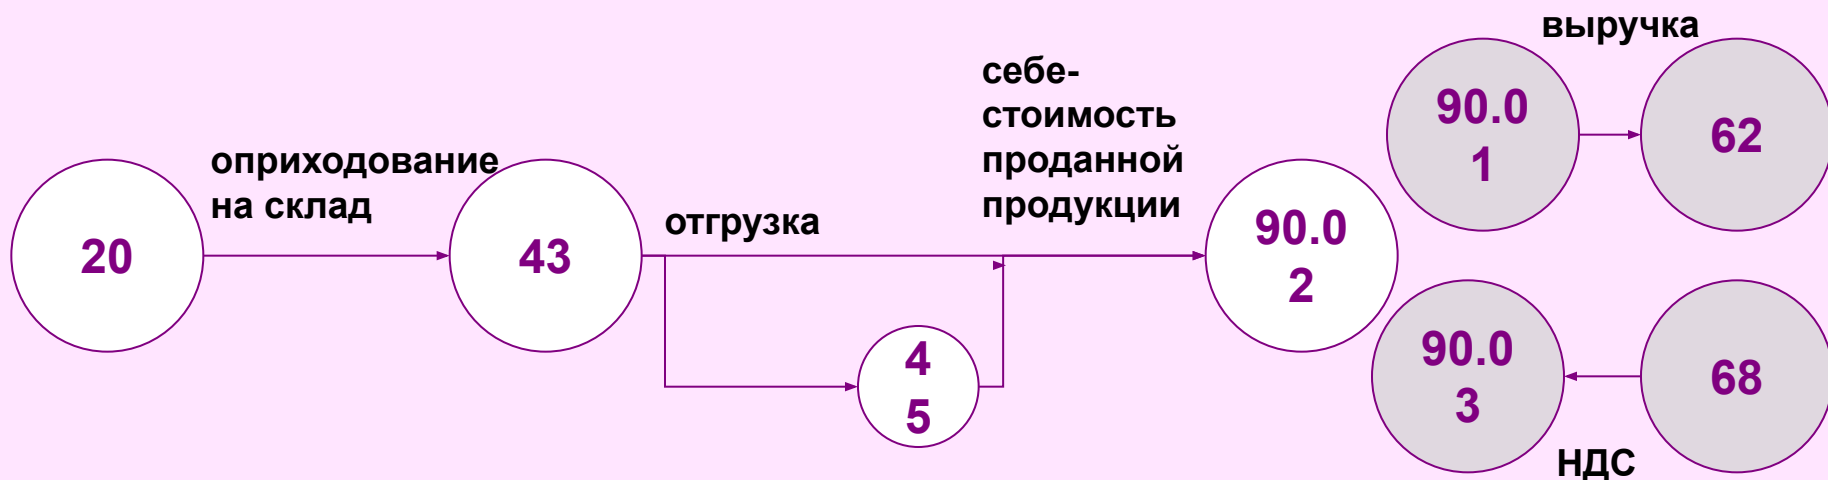 20
оприходование
на склад
43
отгрузка
4
5
себе-
стоимость
проданной
продукции
90.0
2
выручка
90.0
1
62
90.0
3
68
НДС